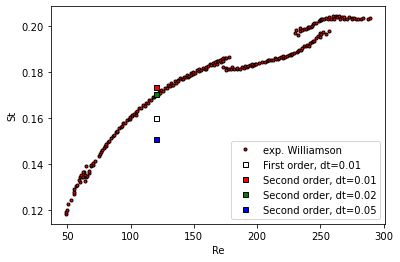 0.20
0.18
0.16
0.14
0.12
St
50
100
150
200
250
300
Re
exp. Williamson
First order, dt=0.01
Second order, dt=0.01
Second order, dt=0.02
Second order, dt=0.05